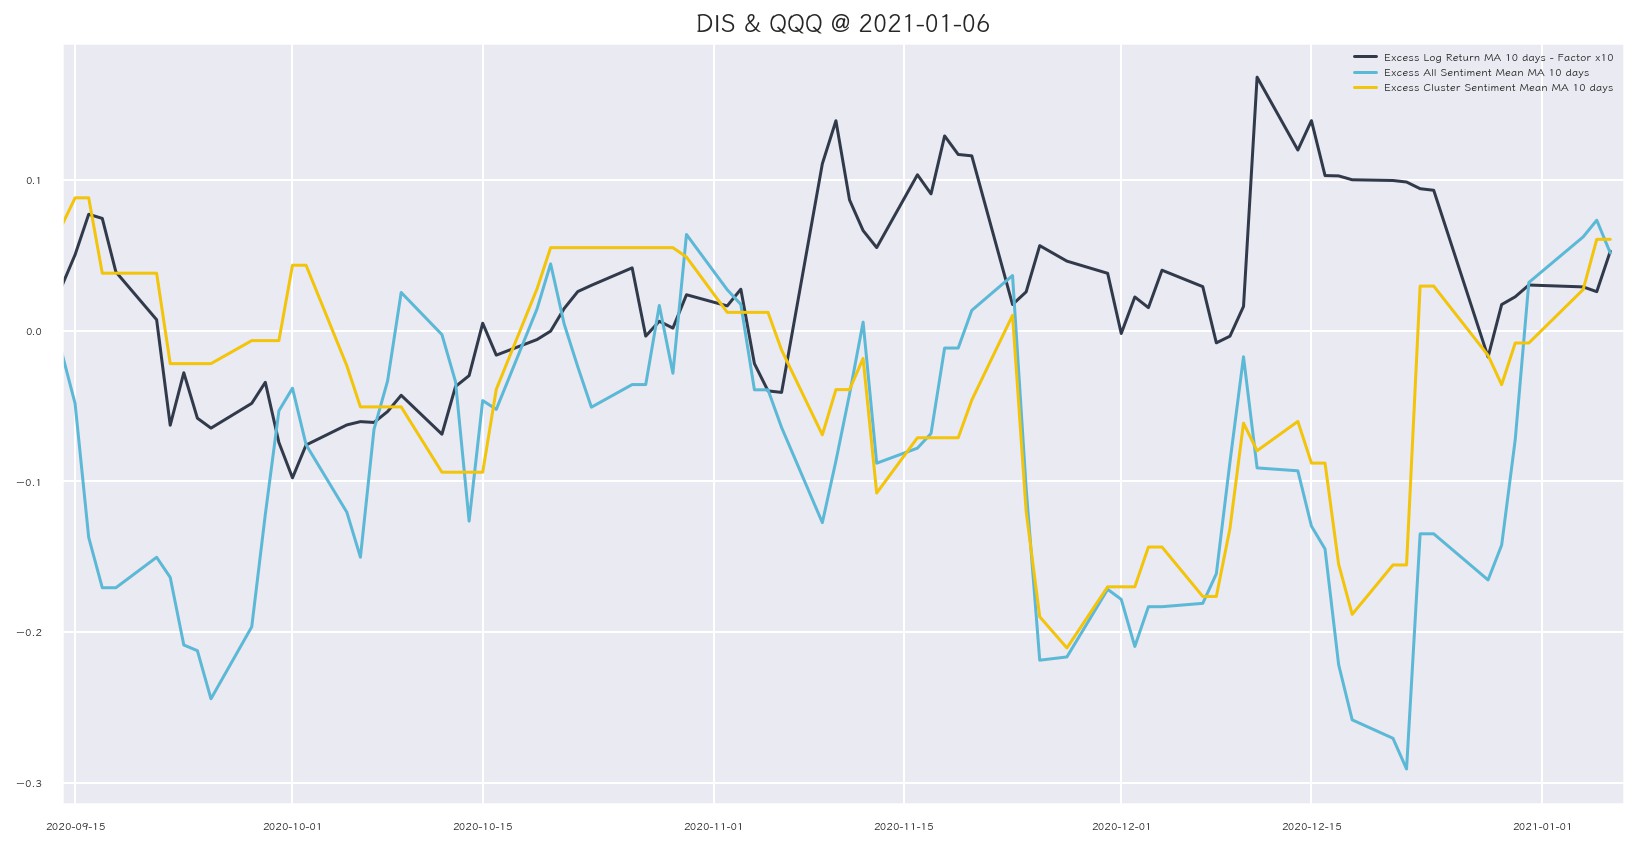 DIS & QQQ @ 2021-01-06
Excess Log Return MA 10 days - Factor x10
Excess All Sentiment Mean MA 10 days
Excess Cluster Sentiment Mean MA 10 days
0.1
0.0
−0.1
−0.2
−0.3
2020-09-15 2020-10-01 2020-10-15 2020-11-01 2020-11-15 2020-12-01 2020-12-15 2021-01-01